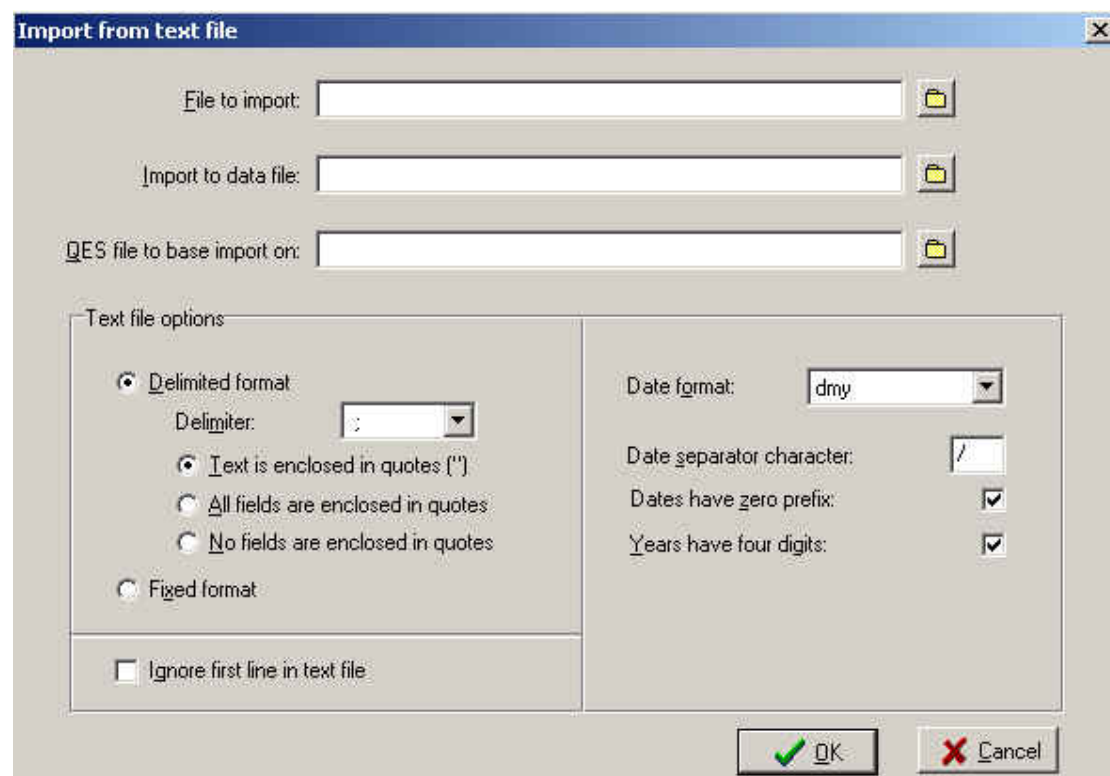 Import from text file
File to import:
Import to data file:
QES file to base import on:
Text file options
Delimited format
Delimiter: ;
Text is enclosed in quotes (")
All fields are enclosed in quotes
No fields are enclosed in quotes
Fixed format
Ignore first line in text file
Date format: dmy
Date separator character: /
Dates have zero prefix:
Years have four digits:
OK Cancel